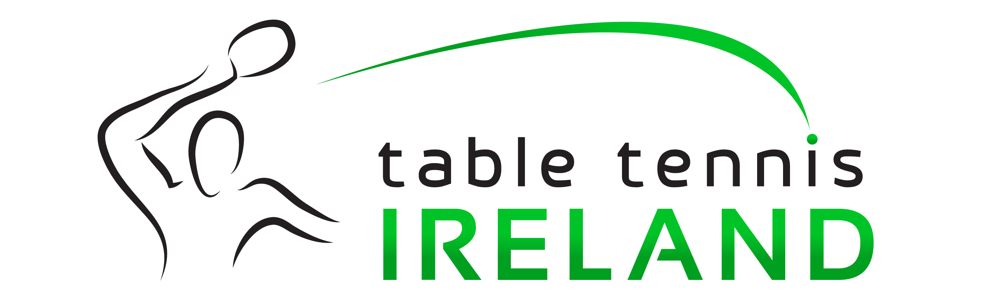 table tennis
IRELAND